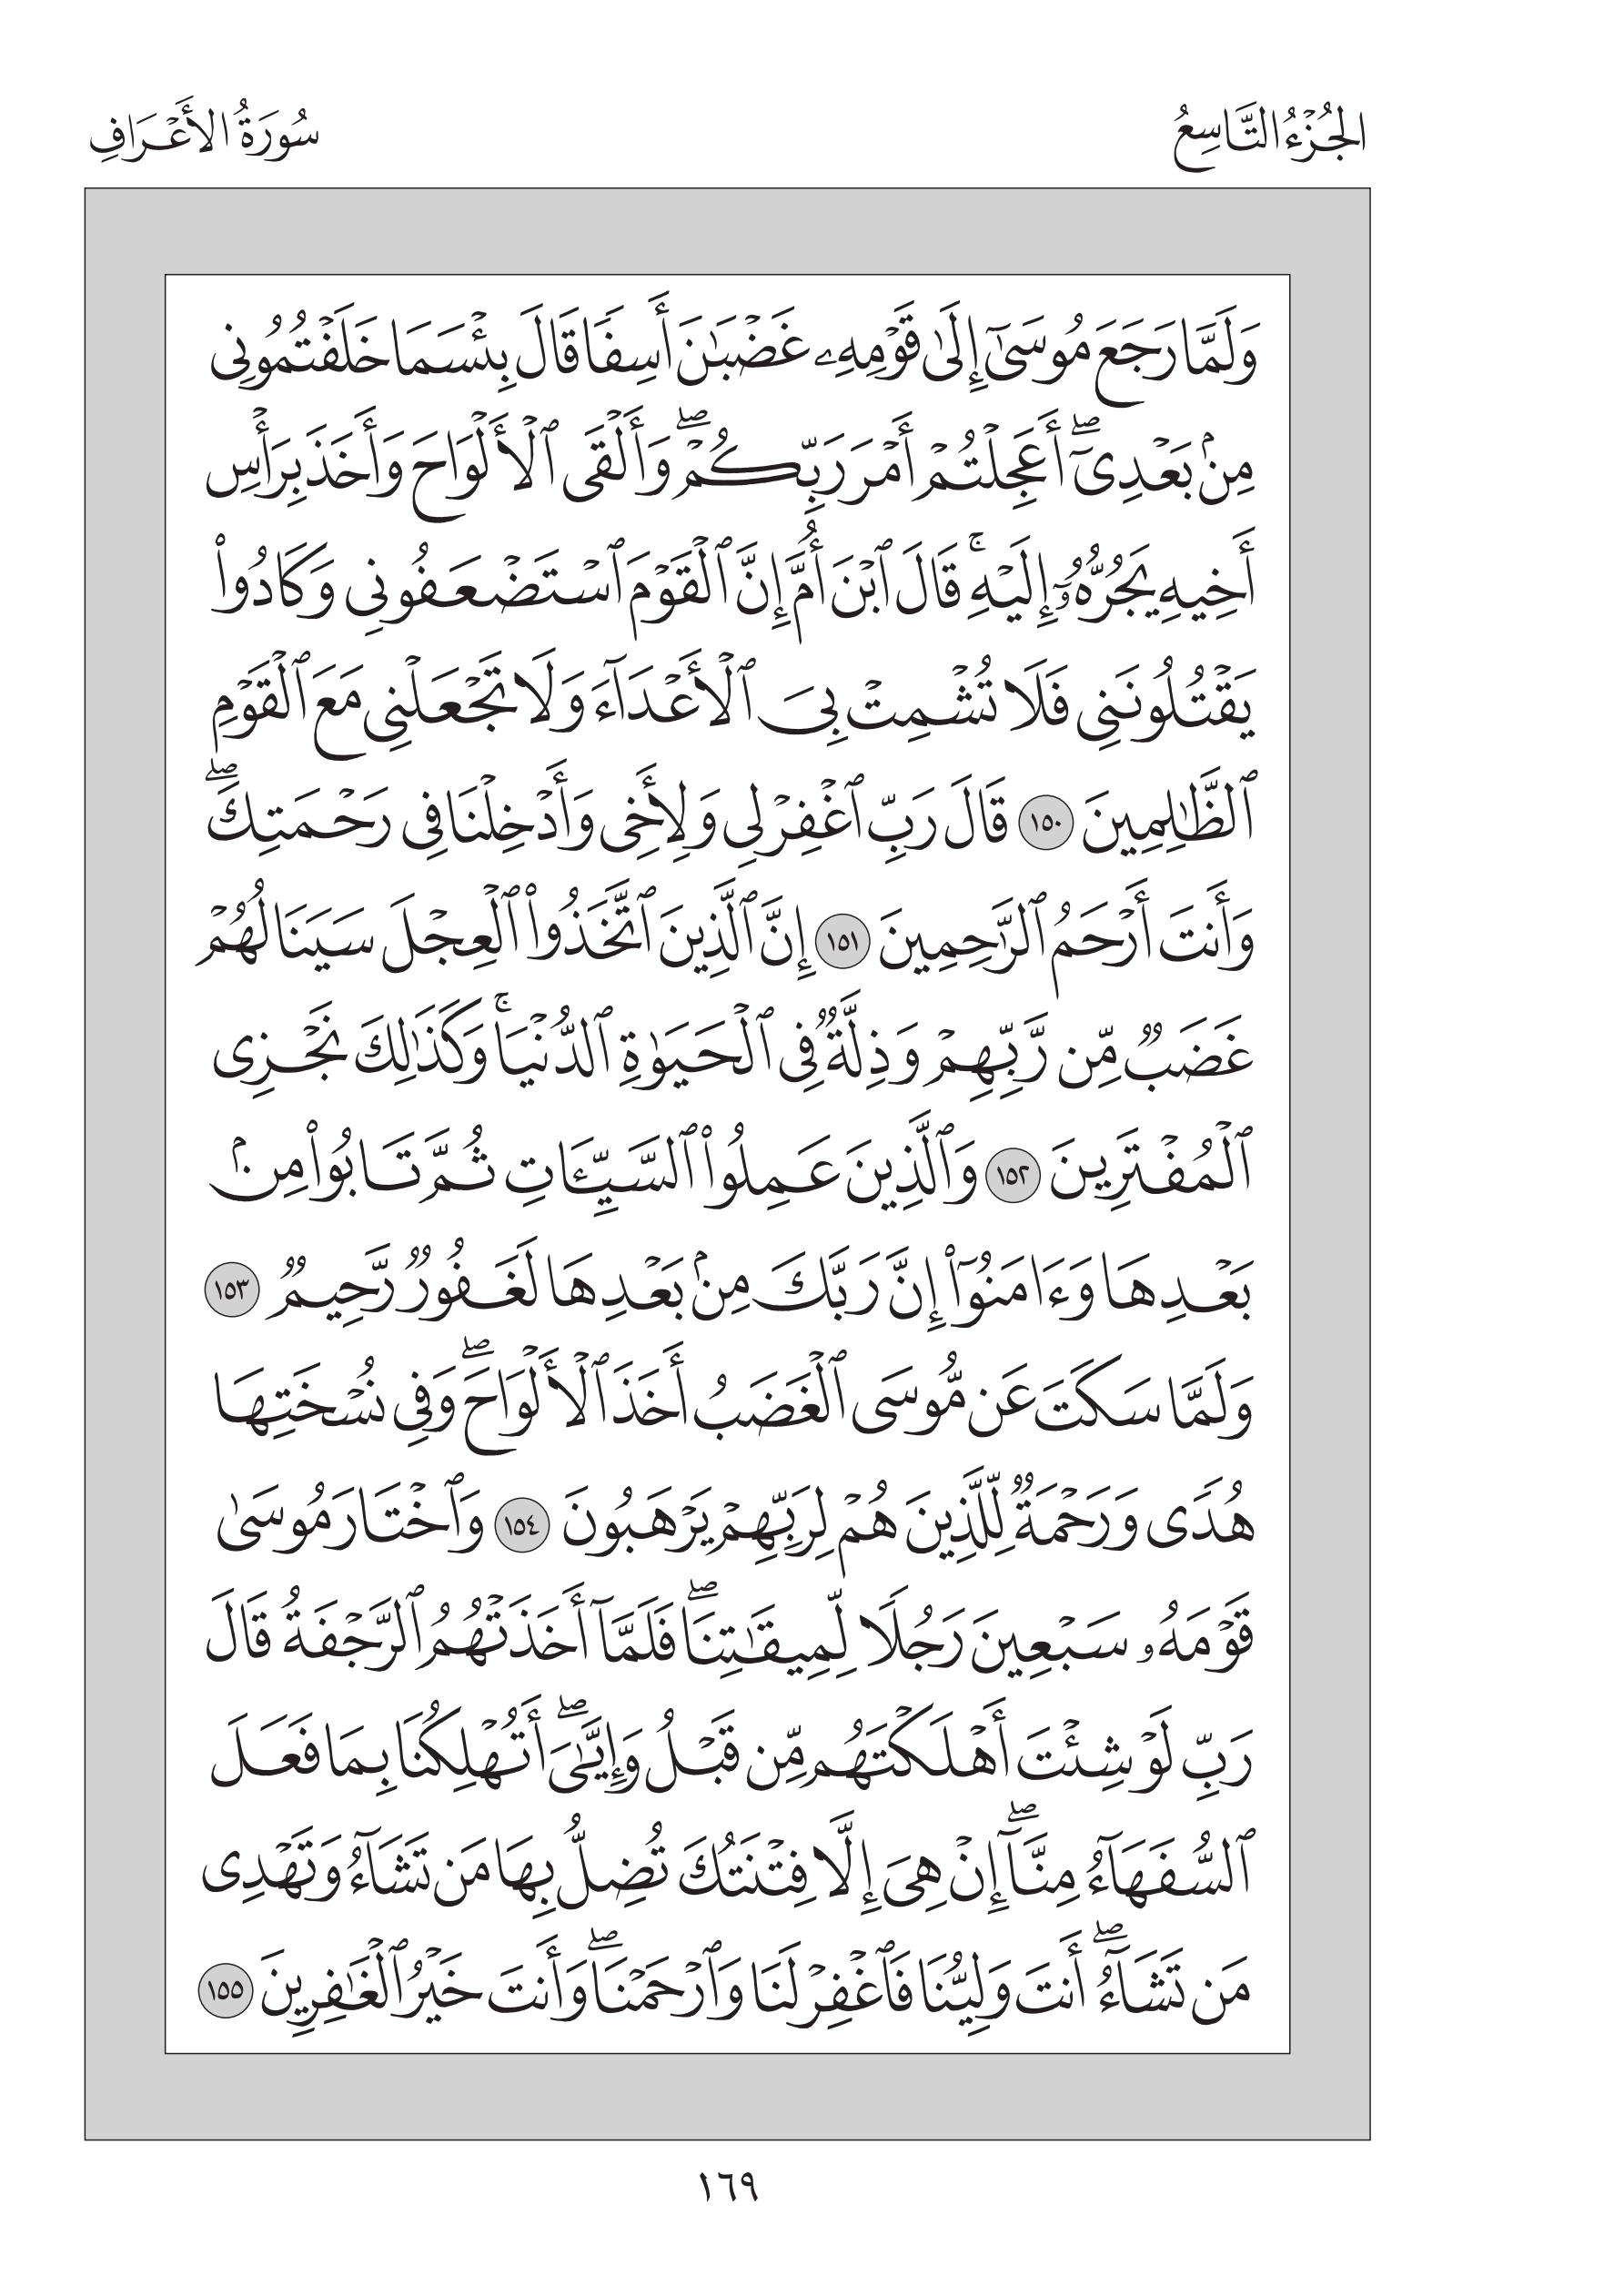 الجُزْءُ التَّاسِعُ
سُورَةُ الأَعْرَافِ
وَلَمَّا رَجَعَ مُوسَىٰٓ إِلَىٰ قَوْمِهِۦ غَضْبَٰنَ أَسِفًا قَالَ بِئْسَمَا خَلَفْتُمُونِى
مِنۢ بَعْدِىٓ ۖ أَعَجِلْتُمْ أَمْرَ رَبِّكُمْ ۖ وَأَلْقَى ٱلْأَلْوَاحَ وَأَخَذَ بِرَأْسِ
أَخِيهِ يَجُرُّهُۥٓ إِلَيْهِ ۚ قَالَ ٱبْنَ أُمَّ إِنَّ ٱلْقَوْمَ ٱسْتَضْعَفُونِى وَكَادُوا۟
يَقْتُلُونَنِى فَلَا تُشْمِتْ بِىَ ٱلْأَعْدَآءَ وَلَا تَجْعَلْنِى مَعَ ٱلْقَوْمِ
ٱلظَّٰلِمِينَ ١٥٠ قَالَ رَبِّ ٱغْفِرْ لِى وَلِأَخِى وَأَدْخِلْنَا فِى رَحْمَتِكَ ۖ
وَأَنتَ أَرْحَمُ ٱلرَّٰحِمِينَ ١٥١ إِنَّ ٱلَّذِينَ ٱتَّخَذُوا۟ ٱلْعِجْلَ سَيَنَالُهُمْ
غَضَبٌ مِّن رَّبِّهِمْ وَذِلَّةٌ فِى ٱلْحَيَوٰةِ ٱلدُّنْيَا ۚ وَكَذَٰلِكَ نَجْزِى
ٱلْمُفْتَرِينَ ١٥٢ وَٱلَّذِينَ عَمِلُوا۟ ٱلسَّيِّـَٔاتِ ثُمَّ تَابُوا۟ مِنۢ
بَعْدِهَا وَءَامَنُوٓا۟ إِنَّ رَبَّكَ مِنۢ بَعْدِهَا لَغَفُورٌ رَّحِيمٌ ١٥٣
وَلَمَّا سَكَتَ عَن مُّوسَى ٱلْغَضَبُ أَخَذَ ٱلْأَلْوَاحَ ۖ وَفِى نُسْخَتِهَا
هُدًى وَرَحْمَةٌ لِّلَّذِينَ هُمْ لِرَبِّهِمْ يَرْهَبُونَ ١٥٤ وَٱخْتَارَ مُوسَىٰ
قَوْمَهُۥ سَبْعِينَ رَجُلًا لِّمِيقَٰتِنَا ۖ فَلَمَّآ أَخَذَتْهُمُ ٱلرَّجْفَةُ قَالَ
رَبِّ لَوْ شِئْتَ أَهْلَكْتَهُم مِّن قَبْلُ وَإِيَّٰىَ ۖ أَتُهْلِكُنَا بِمَا فَعَلَ
ٱلسُّفَهَآءُ مِنَّآ ۖ إِنْ هِىَ إِلَّا فِتْنَتُكَ تُضِلُّ بِهَا مَن تَشَآءُ وَتَهْدِى
مَن تَشَآءُ ۖ أَنتَ وَلِيُّنَا فَٱغْفِرْ لَنَا وَٱرْحَمْنَا ۖ وَأَنتَ خَيْرُ ٱلْغَٰفِرِينَ ١٥٥
١٦٩